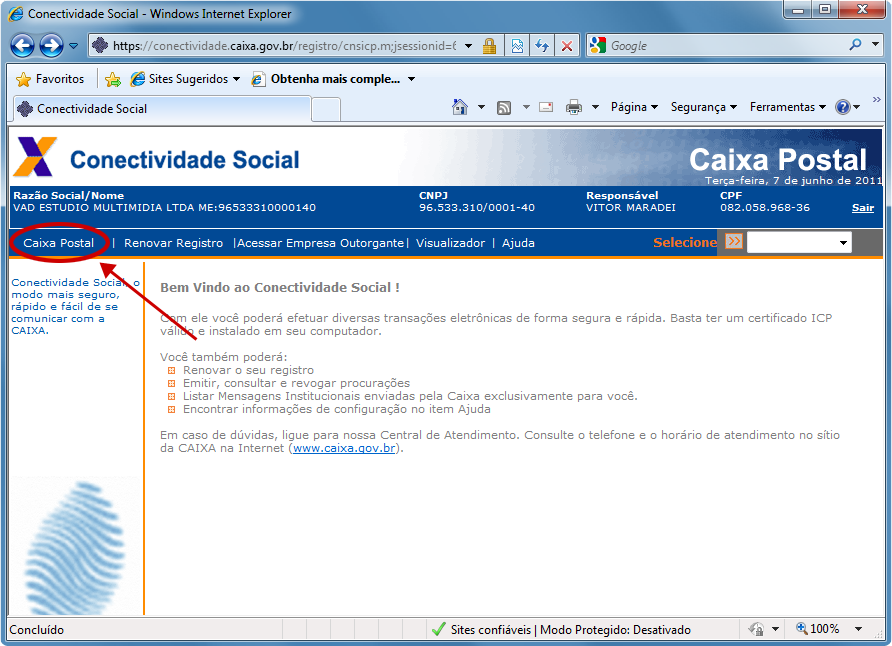 Conectividade Social - Windows Internet Explorer
https://conectividade.caixa.gov.br/registro/cnsicp.m;jsessionid=6
Google
Favoritos
Sites Sugeridos
Obtenha mais comple...
Conectividade Social
Página
Segurança
Ferramentas
Conectividade Social
Caixa Postal
Terça-feira, 7 de junho de 2011
Razão Social/Nome CNPJ Responsável CPF
VAD ESTUDIO MULTIMIDIA LTDA ME:96533310000140 96.533.310/0001-40 VITOR MARADEI 082.058.968-36 Sair
Caixa Postal | Renovar Registro |Acessar Empresa Outorgante| Visualizador | Ajuda Selecione
Conectividade Social, o
modo mais seguro,
rápido e fácil de se
comunicar com a
CAIXA.
Bem Vindo ao Conectividade Social !
Com ele você poderá efetuar diversas transações eletrônicas de forma segura e rápida. Basta ter um certificado ICP
válido e instalado em seu computador.
Você também poderá:
Renovar o seu registro
Emitir, consultar e revogar procurações
Listar Mensagens Institucionais enviadas pela Caixa exclusivamente para você.
Encontrar informações de configuração no item Ajuda
Em caso de dúvidas, ligue para nossa Central de Atendimento. Consulte o telefone e o horário de atendimento no sítio
da CAIXA na Internet (www.caixa.gov.br).
Concluído
Sites confiáveis | Modo Protegido: Desativado
100%